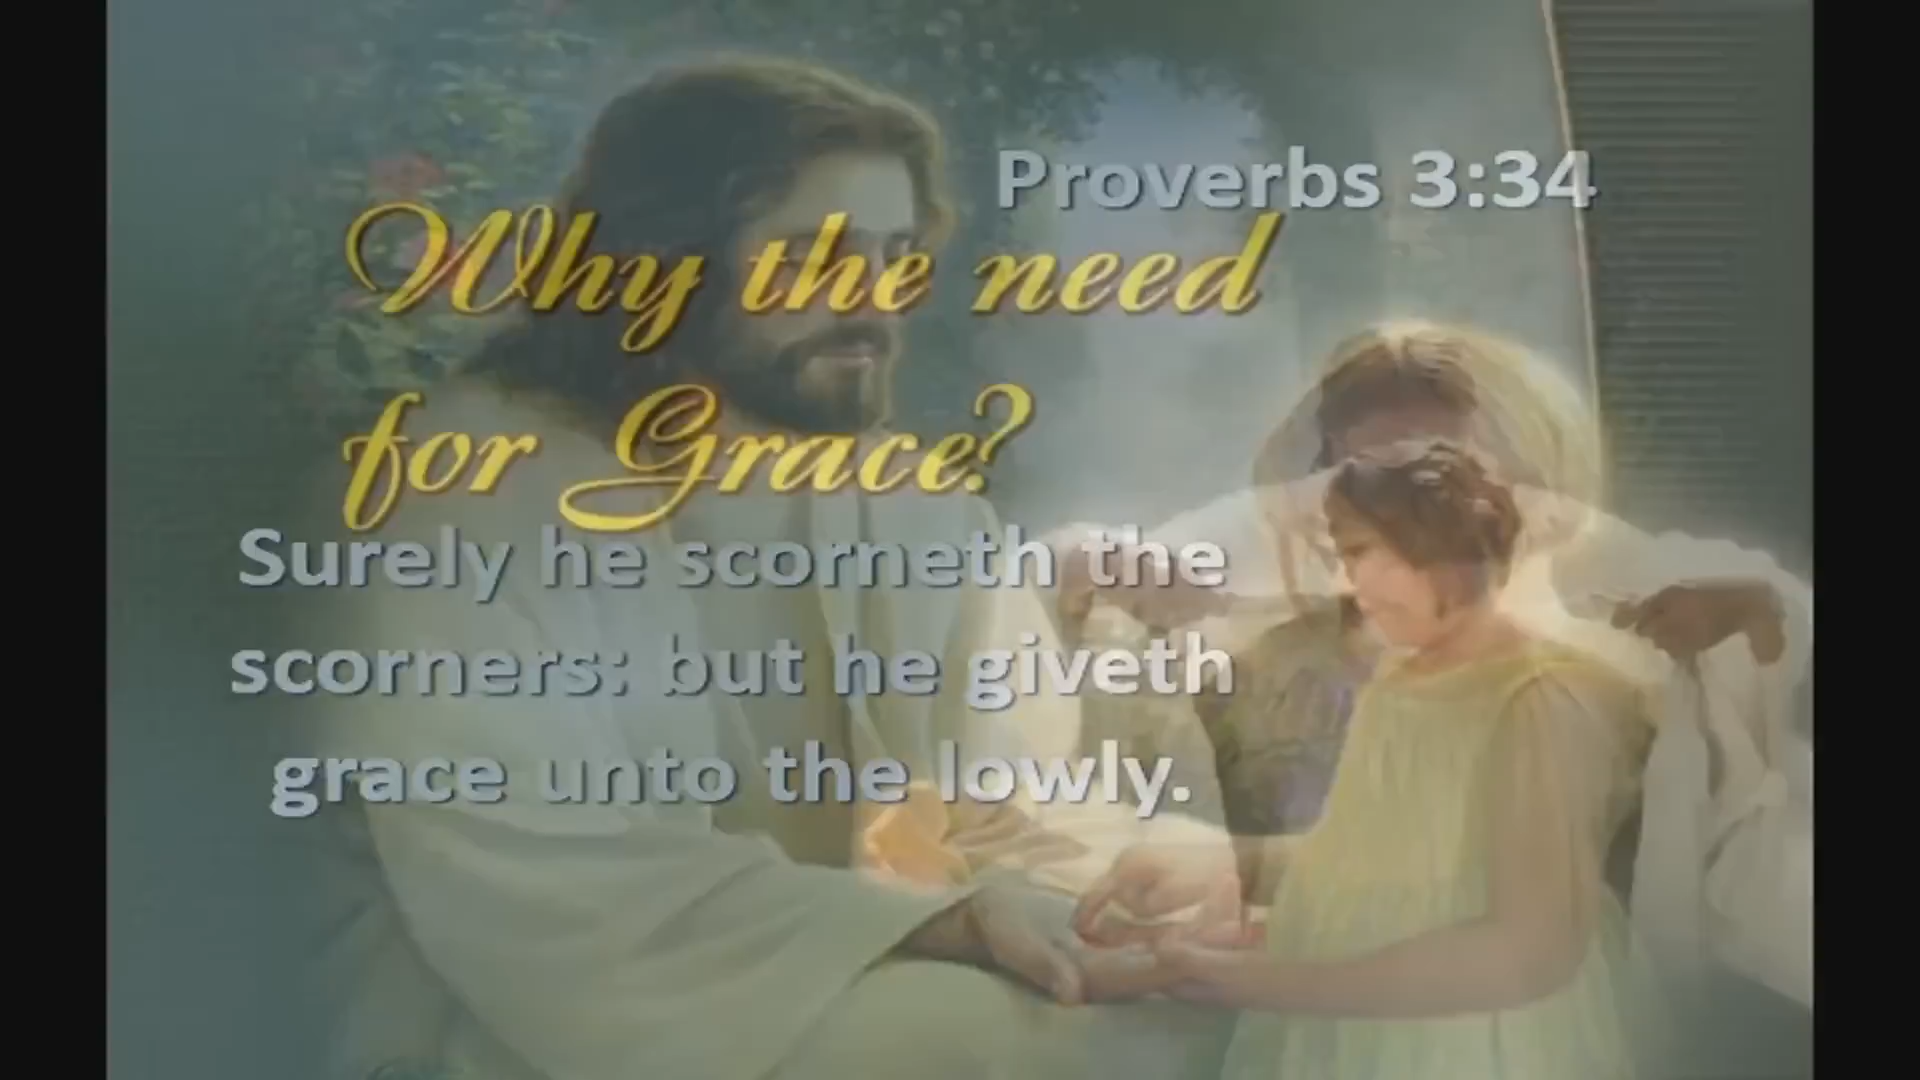 Proverbs 3:34
Why the need
for Grace?
Surely he scorneth the
scorners: but he giveth
grace unto the lowly.